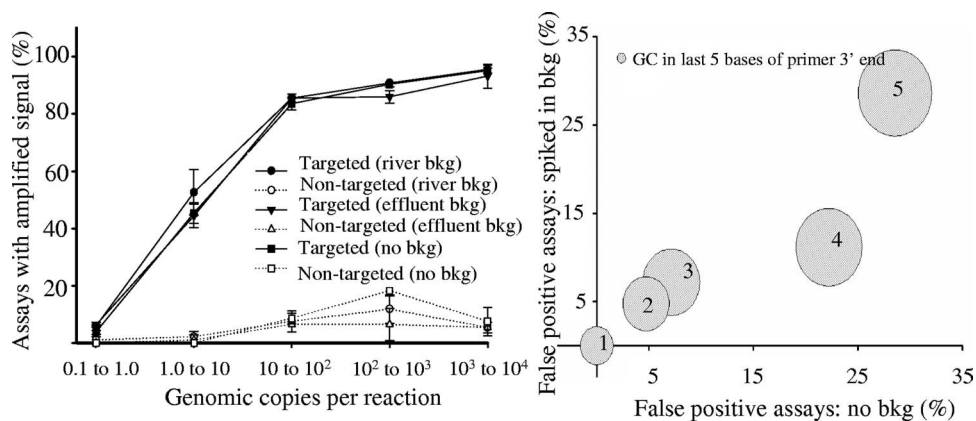 Assays with amplified signal (%)
100
80
60
40
20
Targeted (river bkg)
Non-targeted (river bkg)
Targeted (effluent bkg)
Non-targeted (effluent bkg)
Targeted (no bkg)
Non-targeted (no bkg)
0.1 to 1.0
1.0 to 10
10 to 10²
10² to 10³
10³ to 10⁴
Genomic copies per reaction
False positive assays: spiked in bkg (%)
35
25
15
5
GC in last 5 bases of primer 3' end
5
4
3
2
1
5
15
25
35
False positive assays: no bkg (%)